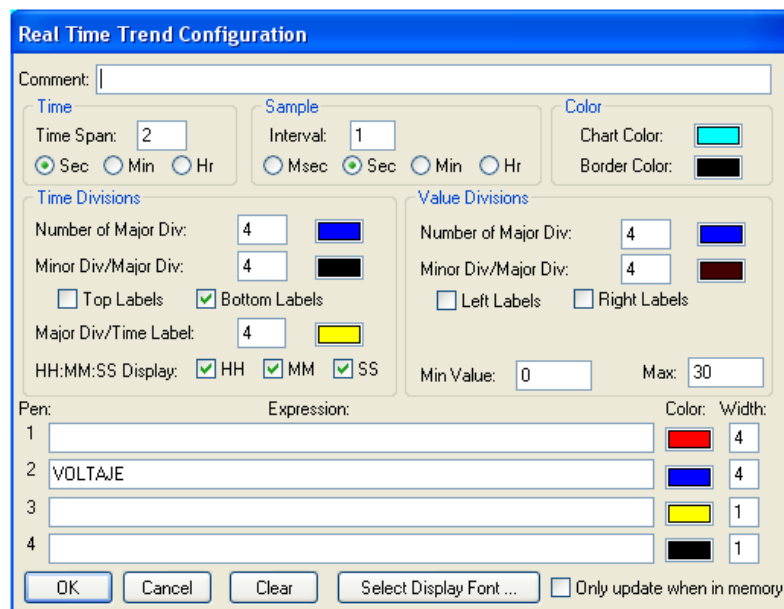 Real Time Trend Configuration
Comment:
Time Sample Color
Time Span: 2 Interval: 1 Chart Color:
Sec Min Hr Msec Sec Min Hr Border Color:
Time Divisions Value Divisions
Number of Major Div: 4 Number of Major Div: 4
Minor Div/Major Div: 4 Minor Div/Major Div: 4
Top Labels Bottom Labels Left Labels Right Labels
Major Div/Time Label: 4
HH:MM:SS Display: HH MM SS Min Value: 0 Max: 30
Pen: Expression: Color: Width:
1 4
2 VOLTAJE 4
3 1
4 1
OK Cancel Clear Select Display Font ... Only update when in memory